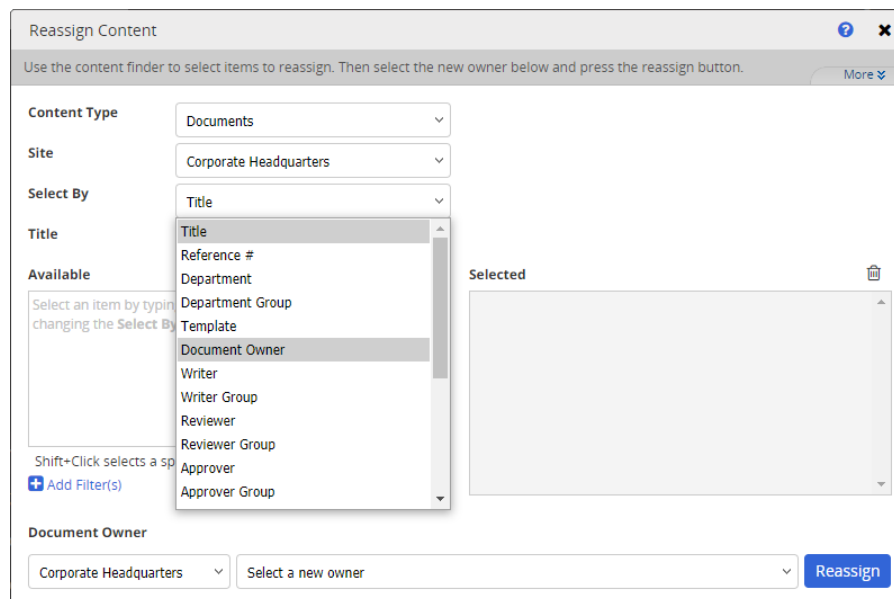 Reassign Content
Use the content finder to select items to reassign. Then select the new owner below and press the reassign button.
More
Content Type
Documents
Site
Corporate Headquarters
Select By
Title
Title
Title
Reference #
Department
Department Group
Template
Document Owner
Writer
Writer Group
Reviewer
Reviewer Group
Approver
Approver Group
Available
Select an item by
changing the Select
Selected
Shift+Click selects a
Add Filter(s)
Document Owner
Corporate Headquarters
Select a new owner
Reassign